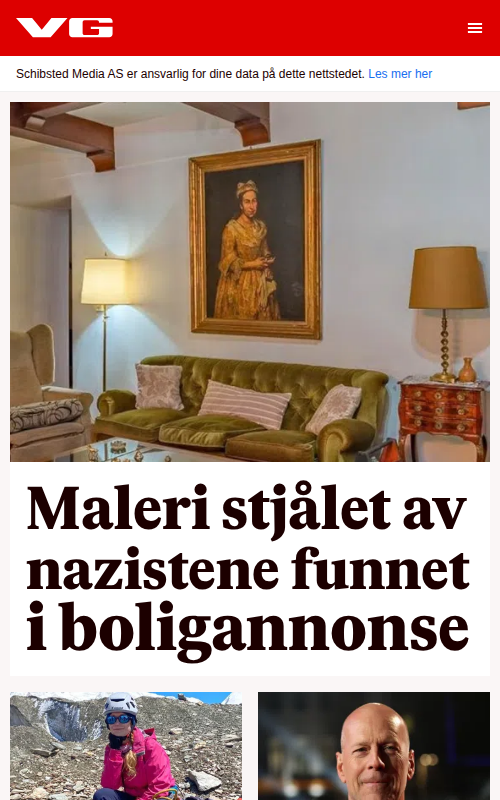 VG
Schibsted Media AS er ansvarlig for dine data på dette nettstedet. Les mer her
Maleri stjålet av
nazistene funnet
i boligannonse